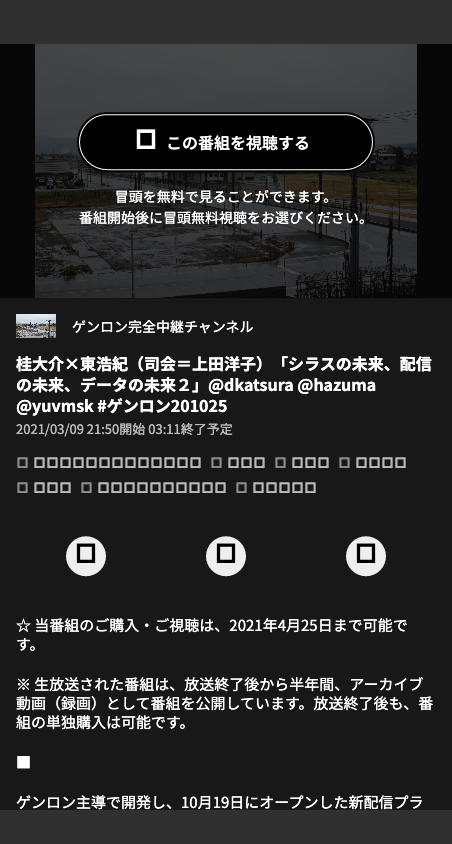 この番組を視聴する
冒頭を無料で見ることができます。
番組開始後に冒頭無料視聴をお選びください。
ゲンロン完全中継チャンネル
桂大介×東浩紀（司会＝上田洋子）「シラスの未来、配信
の未来、データの未来２」@dkatsura @hazuma
@yuvmsk #ゲンロン201025
2021/03/09 21:50開始 03:11終了予定
☆ 当番組のご購入・ご視聴は、2021年4月25日まで可能で
す。
※ 生放送された番組は、放送終了後から半年間、アーカイブ
動画（録画）として番組を公開しています。放送終了後も、番
組の単独購入は可能です。
■
ゲンロン主導で開発し、10月19日にオープンした新配信プラ